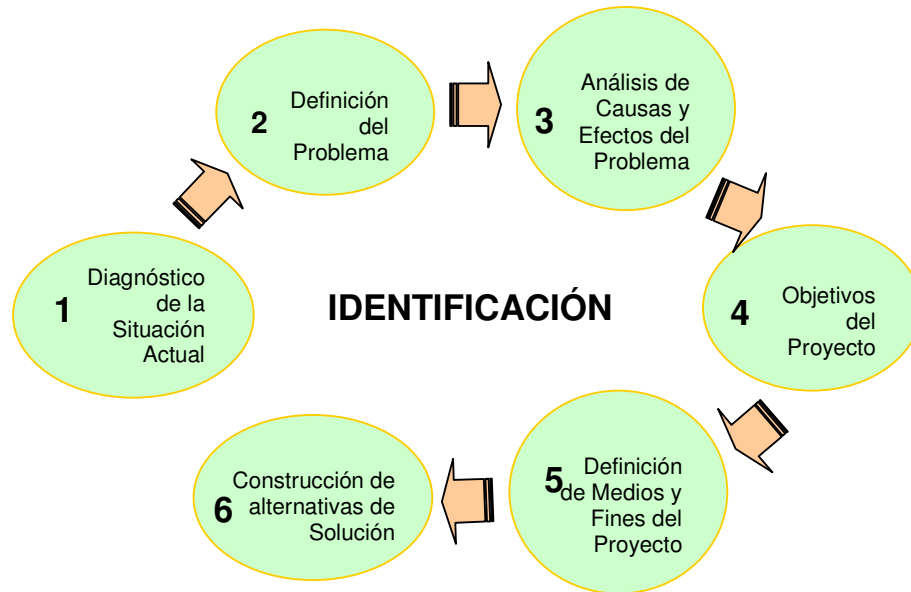 1
Diagnóstico
de la
Situación
Actual
2
Definición
del
Problema
3
Análisis de
Causas y
Efectos del
Problema
IDENTIFICACIÓN
4
Objetivos
del
Proyecto
5
Definición
de Medios y
Fines del
Proyecto
6
Construcción de
alternativas de
Solución